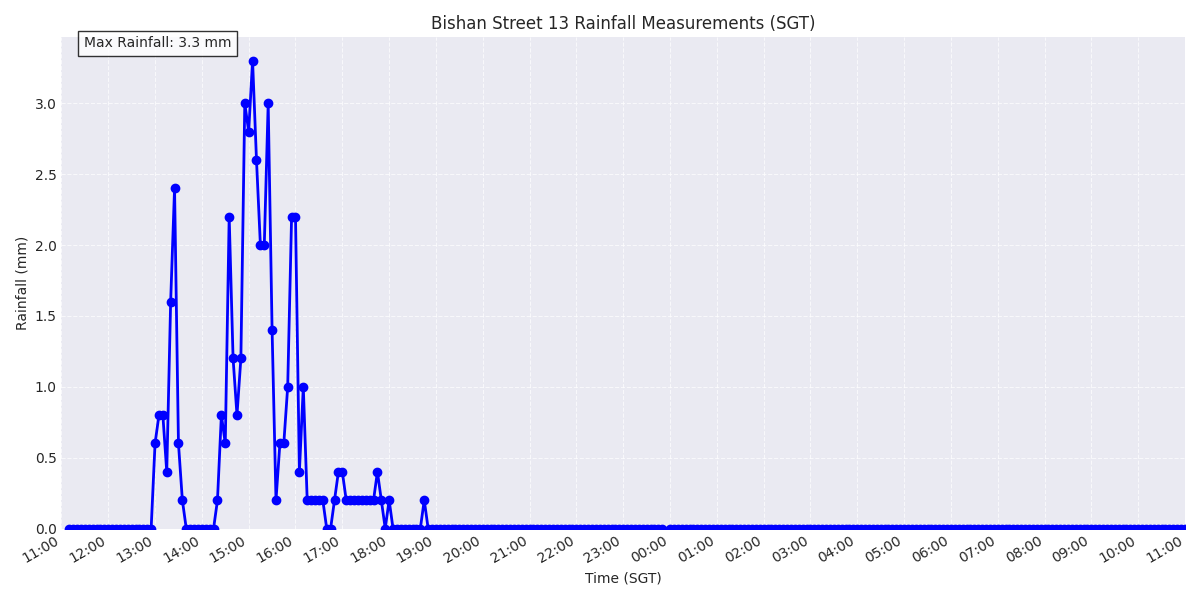 Bishan Street 13 Rainfall Measurements (SGT)
Max Rainfall: 3.3 mm
Rainfall (mm)
3.0
2.5
2.0
1.5
1.0
0.5
0.0
11:00 12:00 13:00 14:00 15:00 16:00 17:00 18:00 19:00 20:00 21:00 22:00 23:00 00:00 01:00 02:00 03:00 04:00 05:00 06:00 07:00 08:00 09:00 10:00 11:00
Time (SGT)